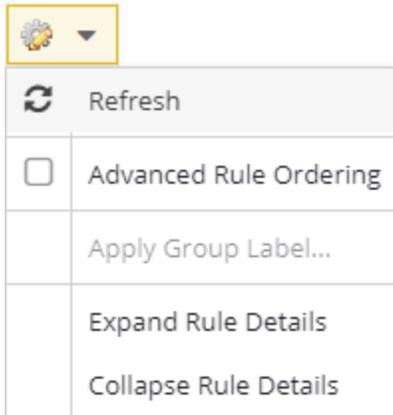 Refresh
Advanced Rule Ordering
Apply Group Label...
Expand Rule Details
Collapse Rule Details